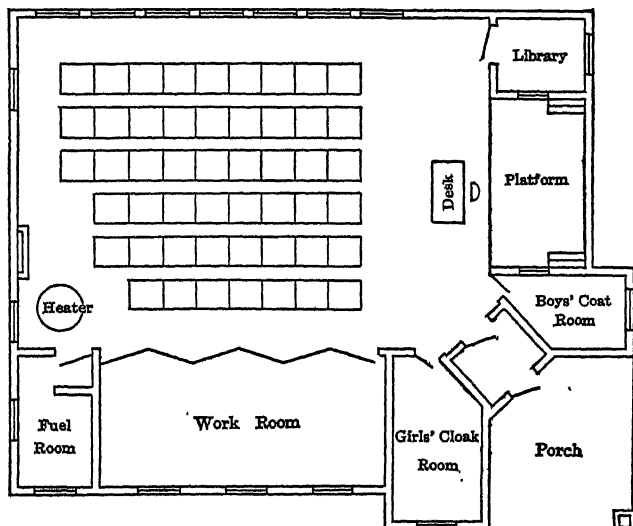 Library
Desk
Platform
Heater
Boys' Coat
Room
Fuel
Room
Work Room
Girls' Cloak
Room
Porch